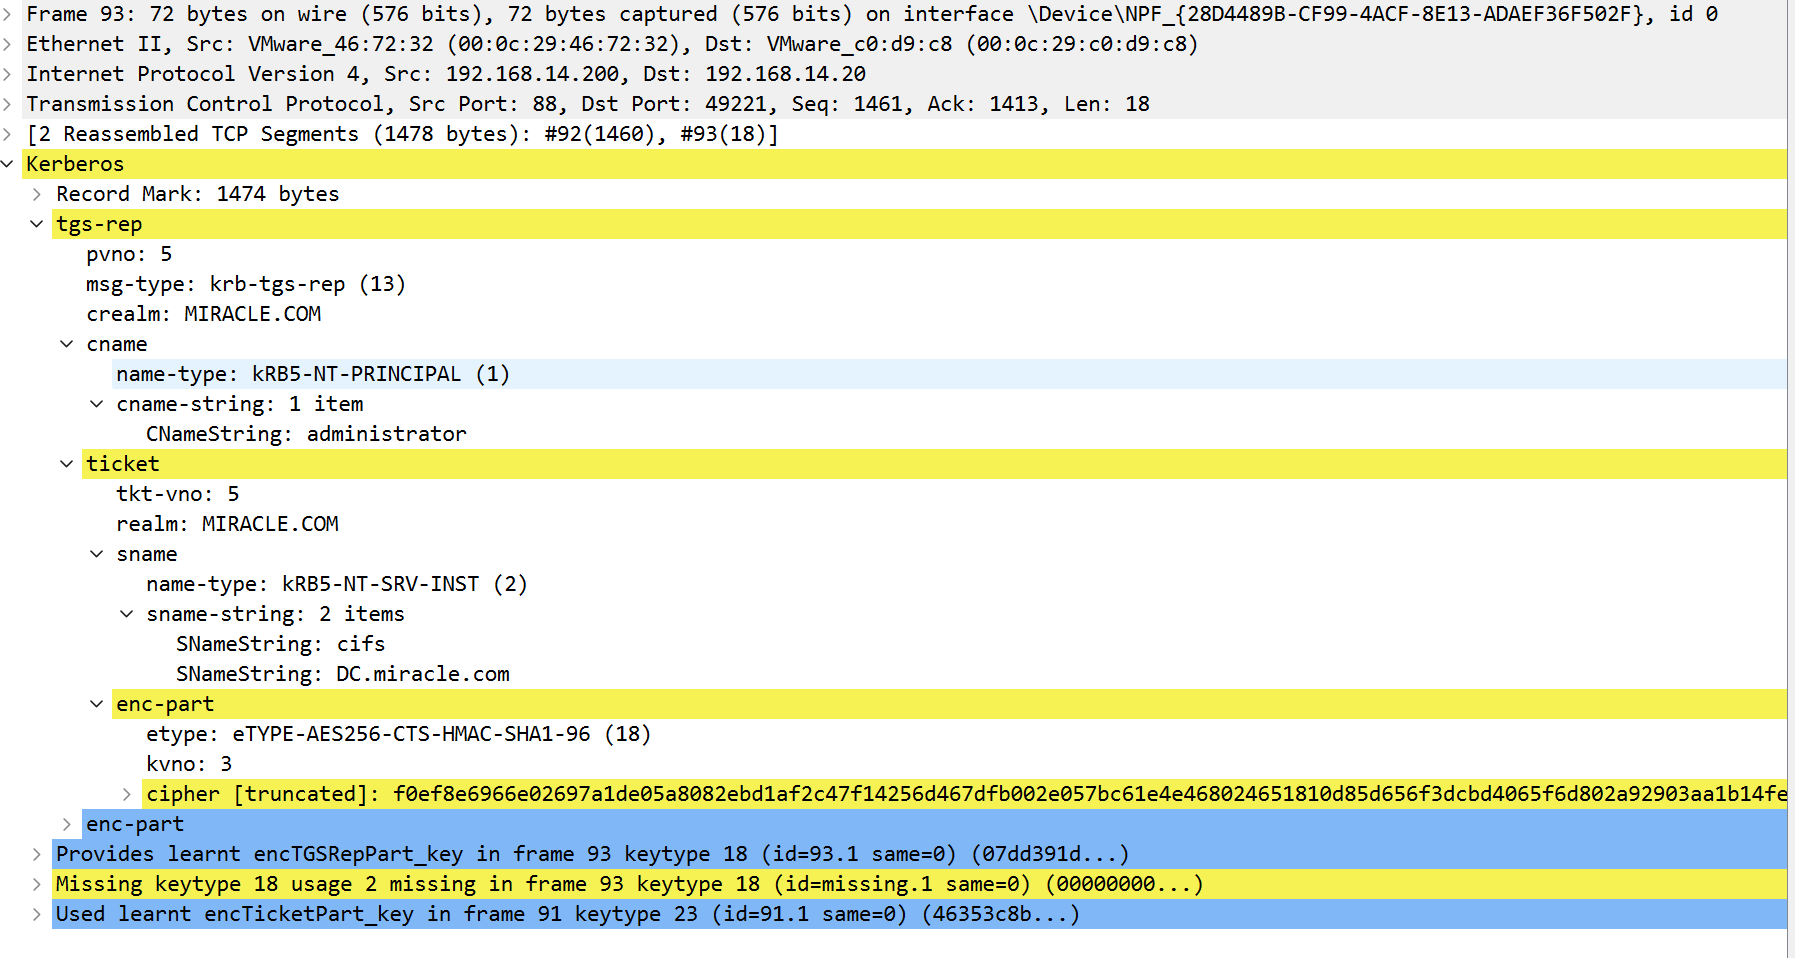 Frame 93: 72 bytes on wire (576 bits), 72 bytes captured (576 bits) on interface \Device\NPF_{28D4489B-CF99-4ACF-8E13-ADAEF36F502F}, id 0
Ethernet II, Src: VMware_46:72:32 (00:0c:29:46:72:32), Dst: VMware_c0:d9:c8 (00:0c:29:c0:d9:c8)
Internet Protocol Version 4, Src: 192.168.14.200, Dst: 192.168.14.20
Transmission Control Protocol, Src Port: 88, Dst Port: 49221, Seq: 1461, Ack: 1413, Len: 18
[2 Reassembled TCP Segments (1478 bytes): #92(1460), #93(18)]
Kerberos
Record Mark: 1474 bytes
tgs-rep
pvno: 5
msg-type: krb-tgs-rep (13)
crealm: MIRACLE.COM
cname
name-type: kRB5-NT-PRINCIPAL (1)
cname-string: 1 item
CNameString: administrator
ticket
tkt-vno: 5
realm: MIRACLE.COM
sname
name-type: kRB5-NT-SRV-INST (2)
sname-string: 2 items
SNameString: cifs
SNameString: DC.miracle.com
enc-part
etype: eTYPE-AES256-CTS-HMAC-SHA1-96 (18)
kvno: 3
cipher [truncated]: f0ef8e6966e02697a1de05a8082ebd1af2c47f14256d467dfb002e057bc61e4e468024651810d85d656f3dcbd4065f6d802a92903aa1b14fe
enc-part
Provides learnt encTGSRepPart_key in frame 93 keytype 18 (id=93.1 same=0) (07dd391d...)
Missing keytype 18 usage 2 missing in frame 93 keytype 18 (id=missing.1 same=0) (00000000...)
Used learnt encTicketPart_key in frame 91 keytype 23 (id=91.1 same=0) (46353c8b...)